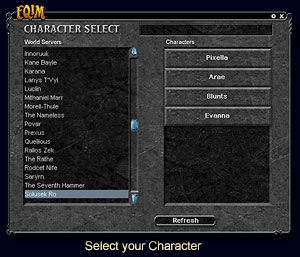 EQIM
CHARACTER SELECT
World Servers
Innoruuk
Kane Bayle
Karana
Lanys T'Vyl
Luclin
Mithaniel Marr
Morell-Thule
The Nameless
Povar
Prexus
Quellious
Rallos Zek
The Rathe
Rodcet Nife
Saryrn
The Seventh Hammer
Solusek Ro
Characters
Pixella
Arae
Blunts
Evanna
Refresh
Select your Character